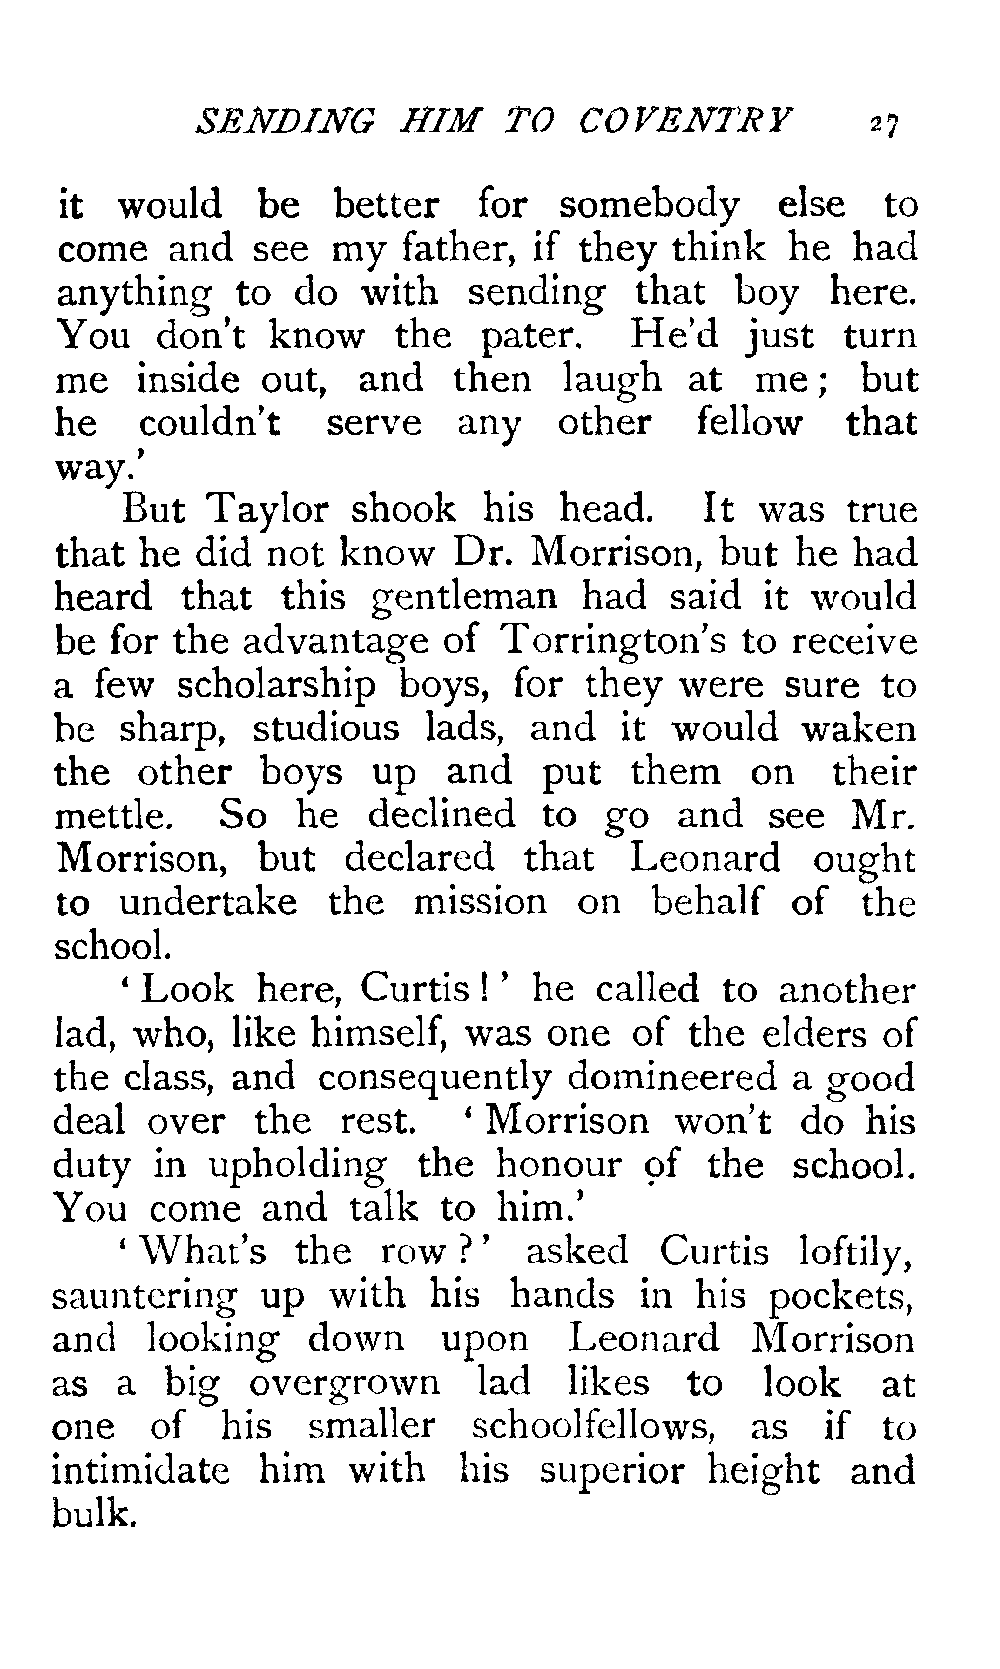 SENDING HIM TO COVENTRY 27
it would be better for somebody else to
come and see my father, if they think he had
anything to do with sending that boy here.
You don't know the pater. He'd just turn
me inside out, and then laugh at me; but
he couldn't serve any other fellow that
way.'
But Taylor shook his head. It was true
that he did not know Dr. Morrison, but he had
heard that this gentleman had said it would
be for the advantage of Torrington's to receive
a few scholarship boys, for they were sure to
be sharp, studious lads, and it would waken
the other boys up and put them on their
mettle. So he declined to go and see Mr.
Morrison, but declared that Leonard ought
to undertake the mission on behalf of the
school.
'Look here, Curtis!' he called to another
lad, who, like himself, was one of the elders of
the class, and consequently domineered a good
deal over the rest. 'Morrison won't do his
duty in upholding the honour of the school.
You come and talk to him.'
'What's the row?' asked Curtis loftily,
sauntering up with his hands in his pockets,
and looking down upon Leonard Morrison
as a big overgrown lad likes to look at
one of his smaller schoolfellows, as if to
intimidate him with his superior height and
bulk.